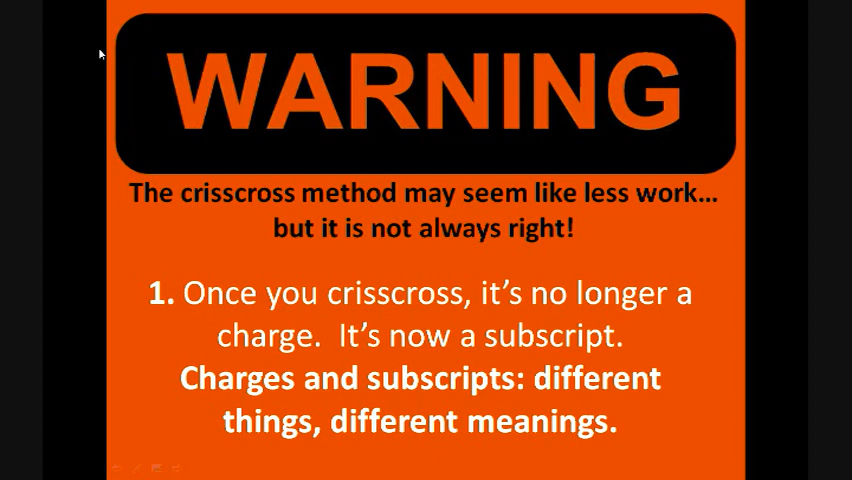 WARNING
The crisscross method may seem like less work…
but it is not always right!
1. Once you crisscross, it’s no longer a
charge.  It’s now a subscript.
Charges and subscripts: different
things, different meanings.